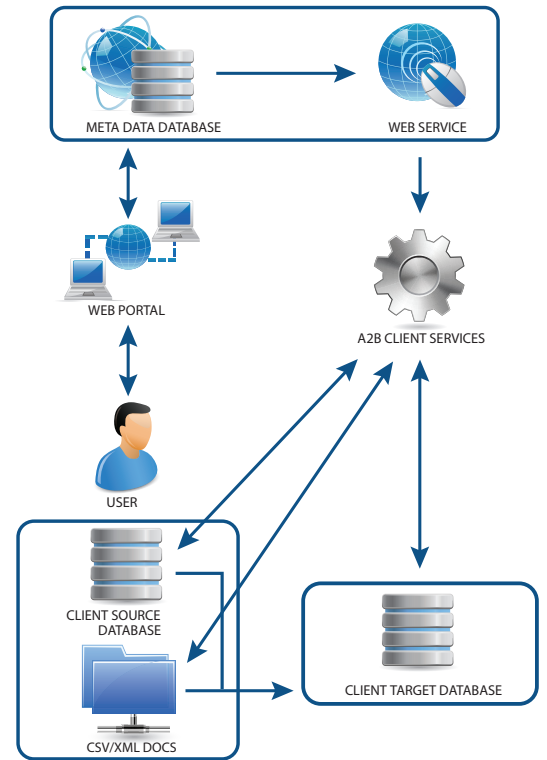 META DATA DATABASE
WEB SERVICE
WEB PORTAL
A2B CLIENT SERVICES
USER
CLIENT SOURCE
DATABASE
CLIENT TARGET DATABASE
CSV/XML DOCS